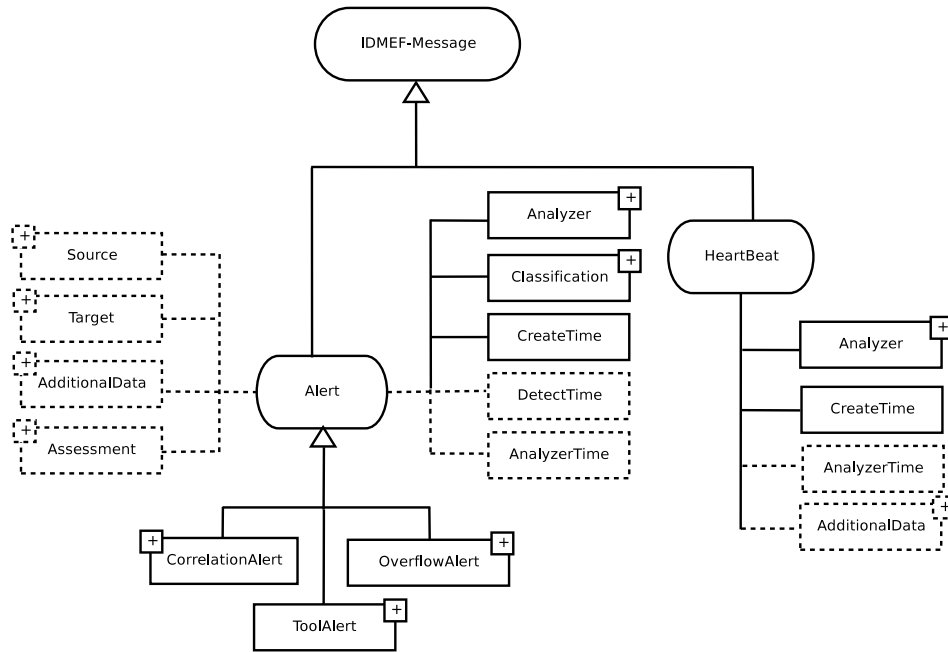 IDMEF-Message
+
Analyzer
+
Source
+
HeartBeat
Classification
+
Target
+
CreateTime
Analyzer
+
AdditionalData
+
Alert
DetectTime
CreateTime
Assessment
+
AnalyzerTime
AnalyzerTime
AdditionalData
+
CorrelationAlert
+
OverflowAlert
+
ToolAlert
+